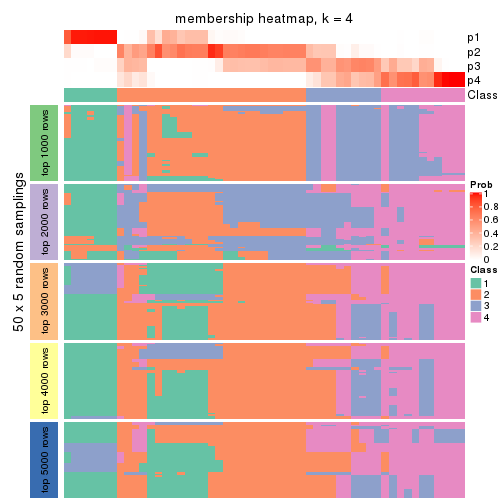 membership heatmap, k = 4
p1
p2
p3
p4
Class
50 x 5 random samplings
top 1000 rows
top 2000 rows
top 3000 rows
top 4000 rows
top 5000 rows
Prob
1
0.8
0.6
0.4
0.2
0
Class
1
2
3
4